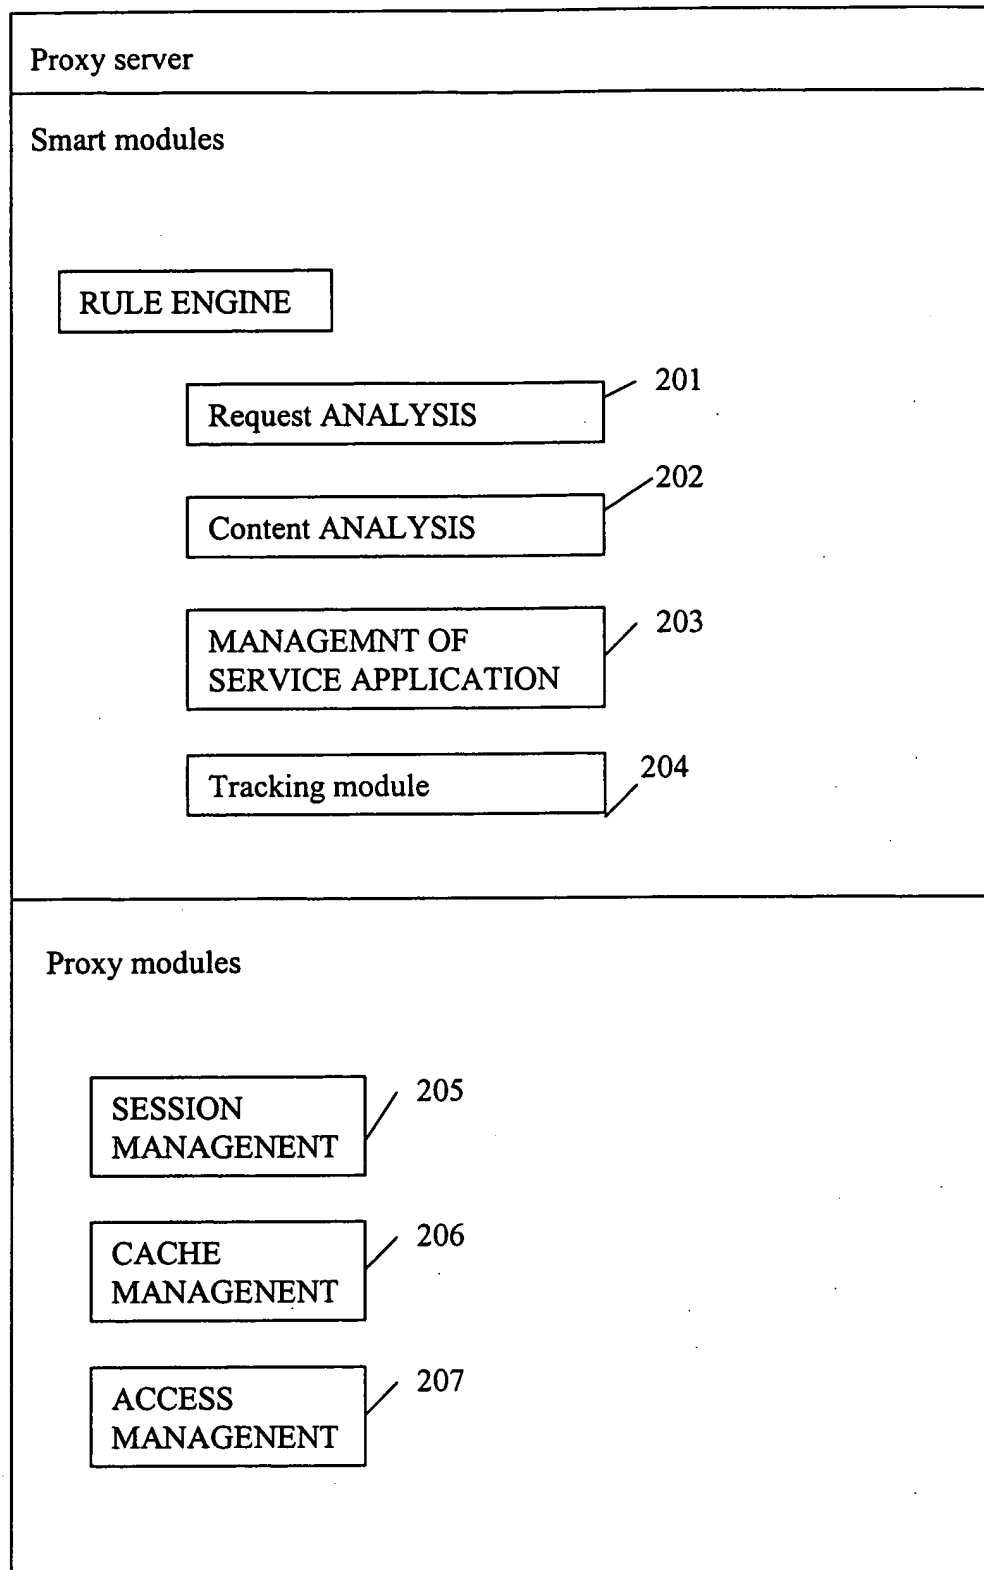 Proxy server
Smart modules
RULE ENGINE
201
Request ANALYSIS
202
Content ANALYSIS
203
MANAGEMNT OF
SERVICE APPLICATION
204
Tracking module
Proxy modules
205
SESSION
MANAGENENT
206
CACHE
MANAGENENT
207
ACCESS
MANAGENENT